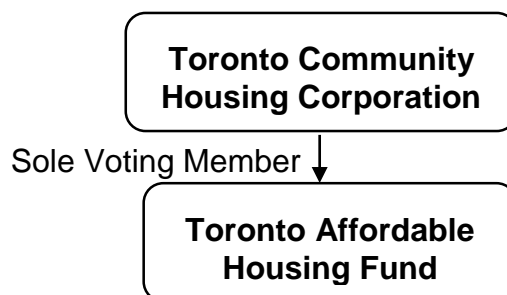 Toronto Community
Housing Corporation
Sole Voting Member
Toronto Affordable
Housing Fund